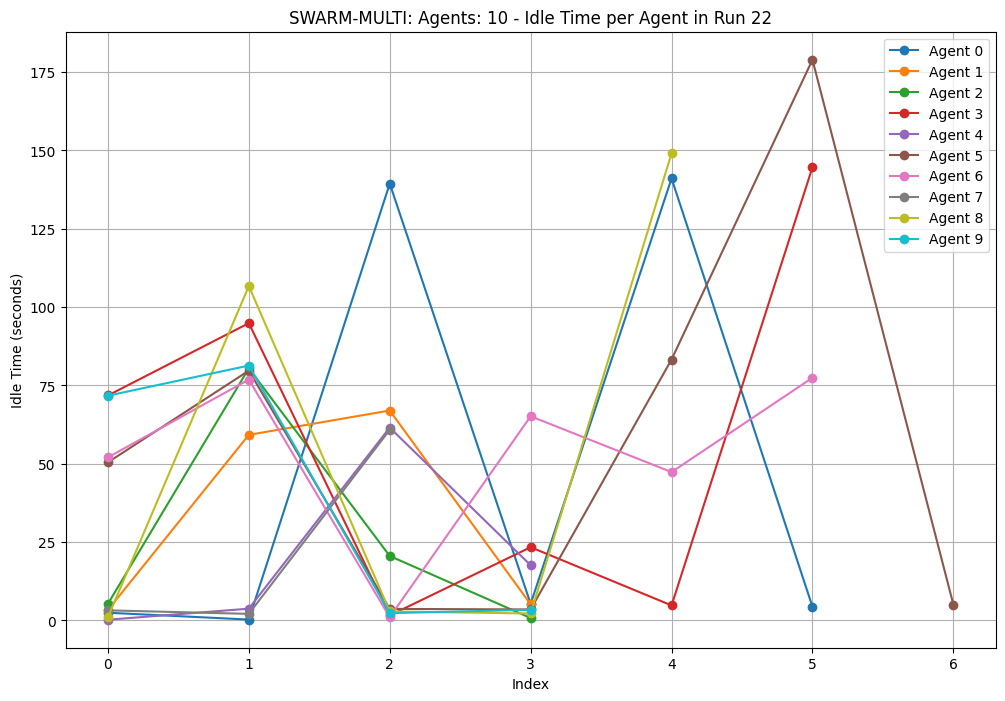 SWARM-MULTI: Agents: 10 - Idle Time per Agent in Run 22
175
150
125
100
75
50
25
0
Idle Time (seconds)
0 1 2 3 4 5 6
Index
Agent 0
Agent 1
Agent 2
Agent 3
Agent 4
Agent 5
Agent 6
Agent 7
Agent 8
Agent 9